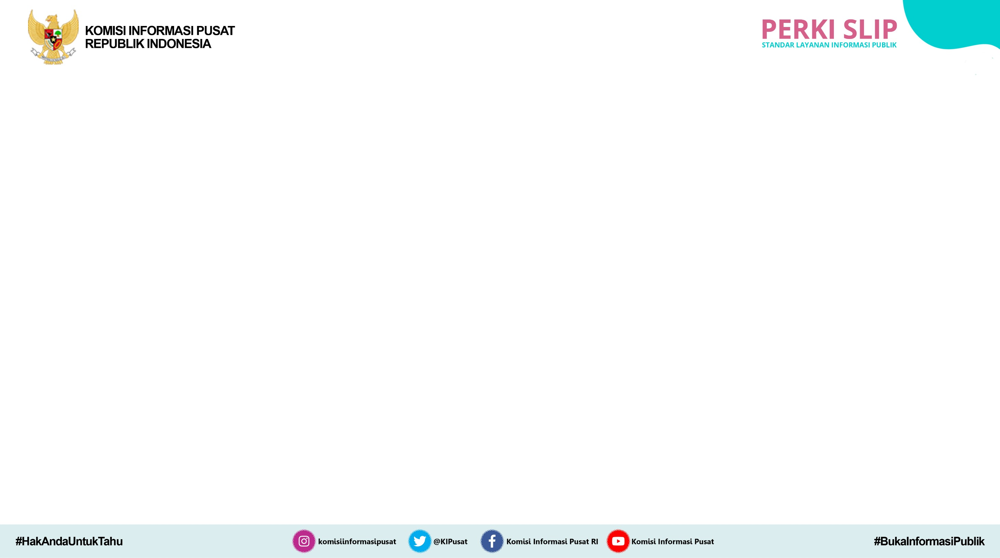 KOMISI INFORMASI PUSAT
REPUBLIK INDONESIA
PERKI SLIP
STANDAR LAYANAN INFORMASI PUBLIK
#HakAndaUntukTahu
komisiinformasipusat
@KIPusat
Komisi Informasi Pusat RI
Komisi Informasi Pusat
#BukaInformasiPublik